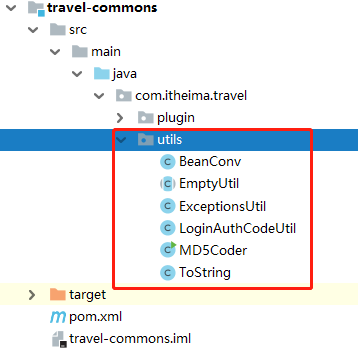 travel-commons
src
main
java
com.itheima.travel
plugin
utils
BeanConv
EmptyUtil
ExceptionsUtil
LoginAuthCodeUtil
MD5Coder
ToString
target
pom.xml
travel-commons.iml